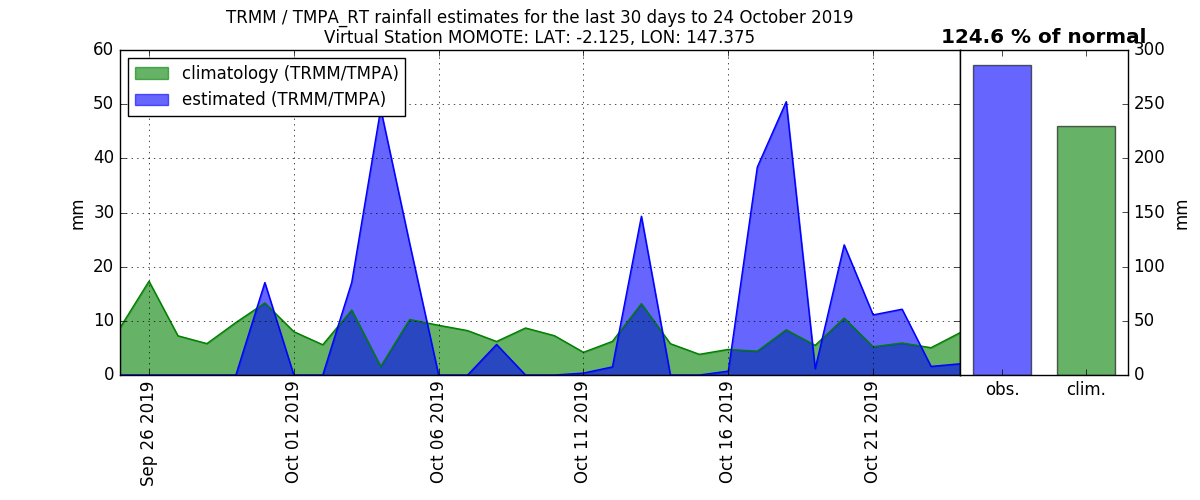 TRMM / TMPA_RT rainfall estimates for the last 30 days to 24 October 2019
Virtual Station MOMOTE: LAT: -2.125, LON: 147.375
124.6 % of normal
climatology (TRMM/TMPA)
estimated (TRMM/TMPA)
60
50
40
30
20
10
0
mm
300
250
200
150
100
50
0
mm
Sep 26 2019
Oct 01 2019
Oct 06 2019
Oct 11 2019
Oct 16 2019
Oct 21 2019
obs.
clim.